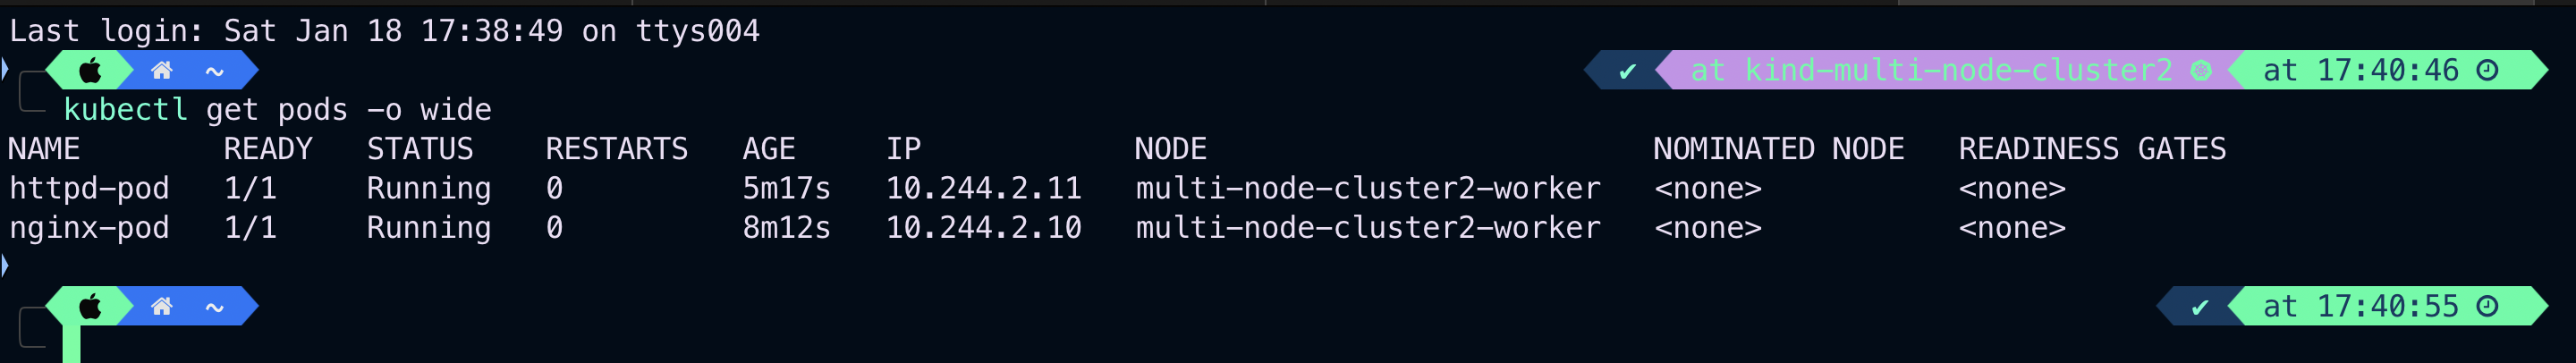 Last login: Sat Jan 18 17:38:49 on ttys004
~ ✔ at kind-multi-node-cluster2 at 17:40:46
kubectl get pods -o wide
NAME READY STATUS RESTARTS AGE IP NODE NOMINATED NODE READINESS GATES
httpd-pod 1/1 Running 0 5m17s 10.244.2.11 multi-node-cluster2-worker <none> <none>
nginx-pod 1/1 Running 0 8m12s 10.244.2.10 multi-node-cluster2-worker <none> <none>
~ ✔ at 17:40:55